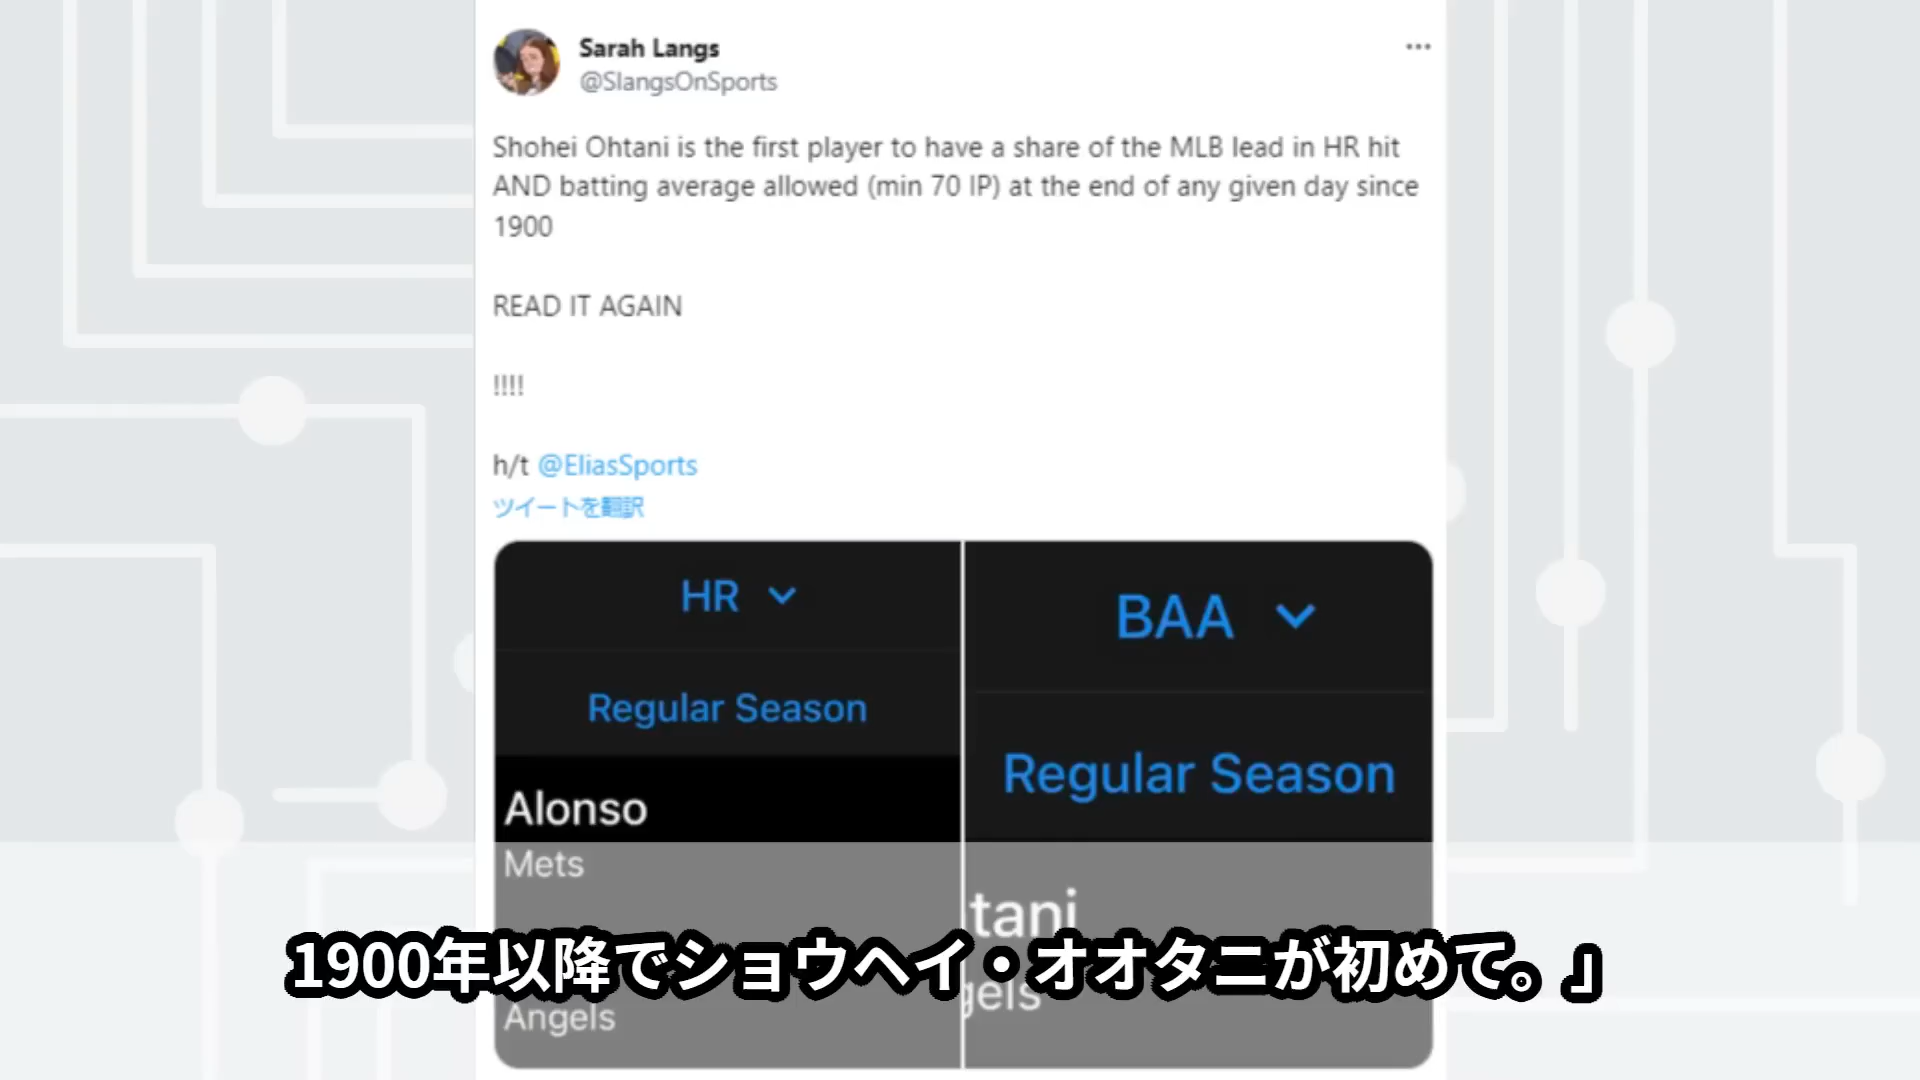 Sarah Langs
@SlangsOnSports
Shohei Ohtani is the first player to have a share of the MLB lead in HR hit
AND batting average allowed (min 70 IP) at the end of any given day since
1900
READ IT AGAIN
!!!!
h/t @EliasSports
ツイートを翻訳
HR
Regular Season
Alonso
Mets
Angels
BAA
Regular Season
tani
gels
1900年以降でショウヘイ・オオタニが初めて。」